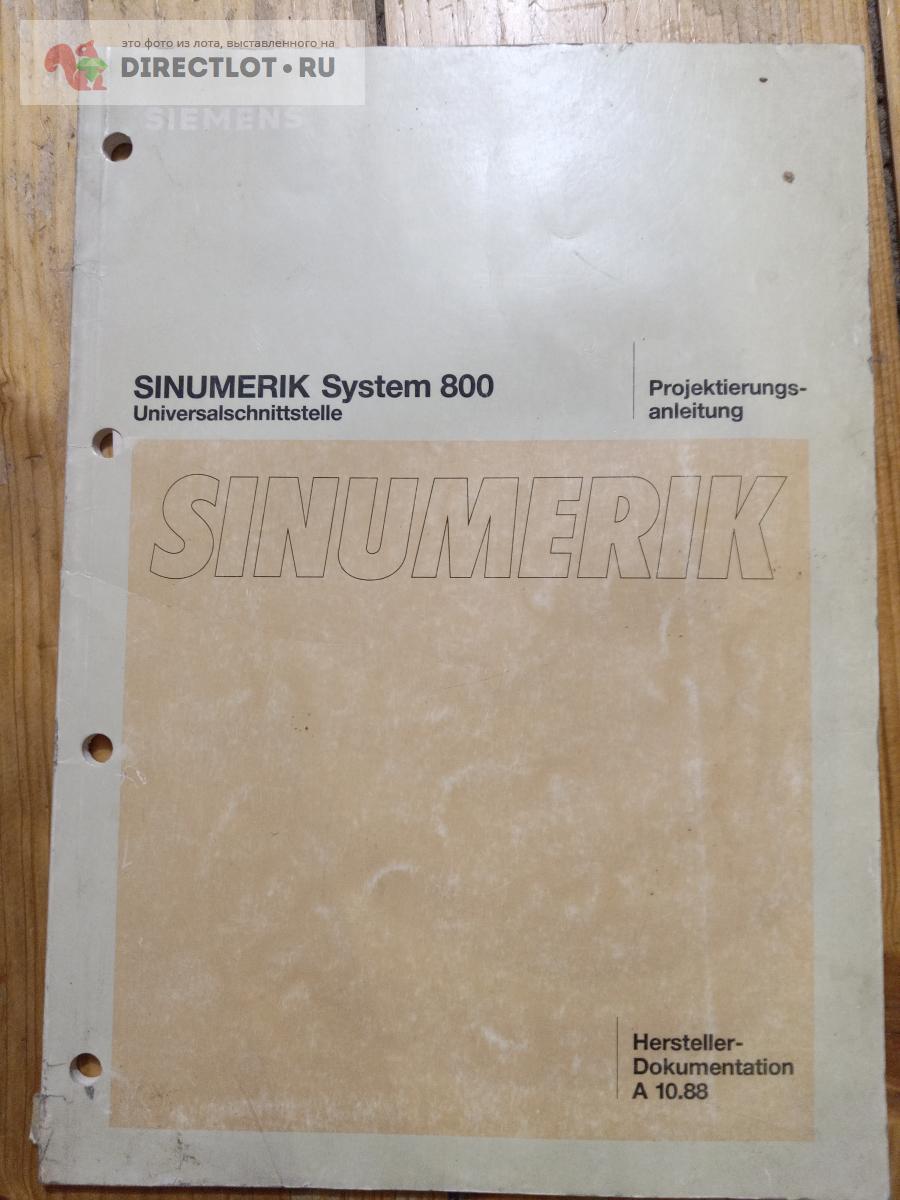 это фото из лота, выставленного на
DIRECTLOT•RU
SIEMENS
SINUMERIK System 800
Universalschnittstelle
Projektierungs-
anleitung
SINUMERIK
Hersteller-
Dokumentation
A 10.88